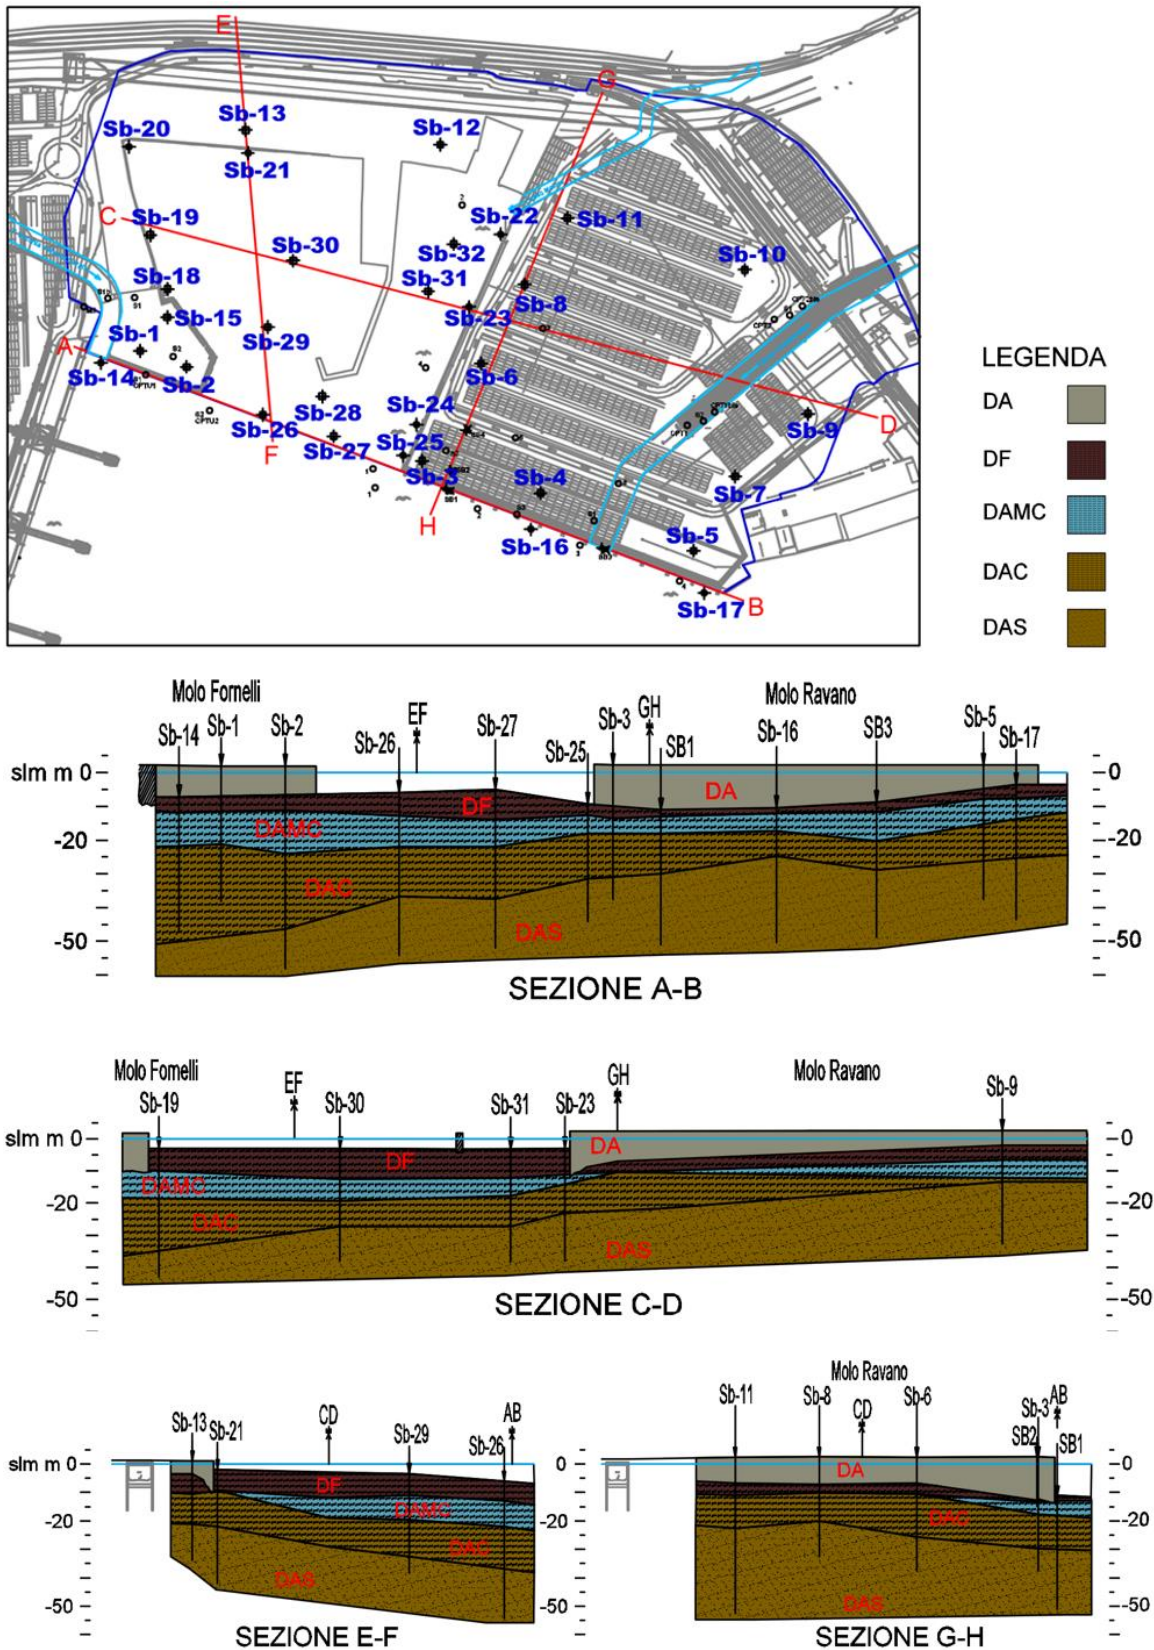 E
G
Sb-13
Sb-20
Sb-12
Sb-21
C
Sb-19
Sb-22
Sb-11
2
Sb-30
Sb-32
Sb-10
Sb-18
Sb-31
Sb-8
Sb-15
Sb-23
Sb-29
Sb-1
A
Sb-14
Sb-2
Sb-6
CPTU1
CPTU2
Sb-28
Sb-24
Sb-9
D
Sb-26
F
Sb-27
Sb-25
Sb-3
SB1
Sb-4
Sb-7
H
Sb-16
Sb-5
Sb-17
B
LEGENDA
DA
DF
DAMC
DAC
DAS
Molo Fornelli
Molo Ravano
Sb-14
Sb-1
Sb-2
Sb-26
EF
Sb-27
Sb-25
Sb-3
GH
SB1
Sb-16
SB3
Sb-5
Sb-17
slm m 0
0
DA
DF
DAMC
-20
-20
DAC
DAS
-50
-50
SEZIONE A-B
Molo Fornelli
Molo Ravano
Sb-19
EF
Sb-30
Sb-31
Sb-23
GH
Sb-9
slm m 0
0
DA
DF
DAMC
-20
-20
DAC
DAS
-50
-50
SEZIONE C-D
Sb-13
Sb-21
CD
Sb-29
Sb-26
AB
slm m 0
0
DF
DAMC
-20
-20
DAC
DAS
-50
-50
SEZIONE E-F
Molo Ravano
Sb-11
Sb-8
CD
Sb-6
Sb-3
AB
SB2
SB1
0
0
DA
-20
-20
DAC
-50
-50
DAS
SEZIONE G-H